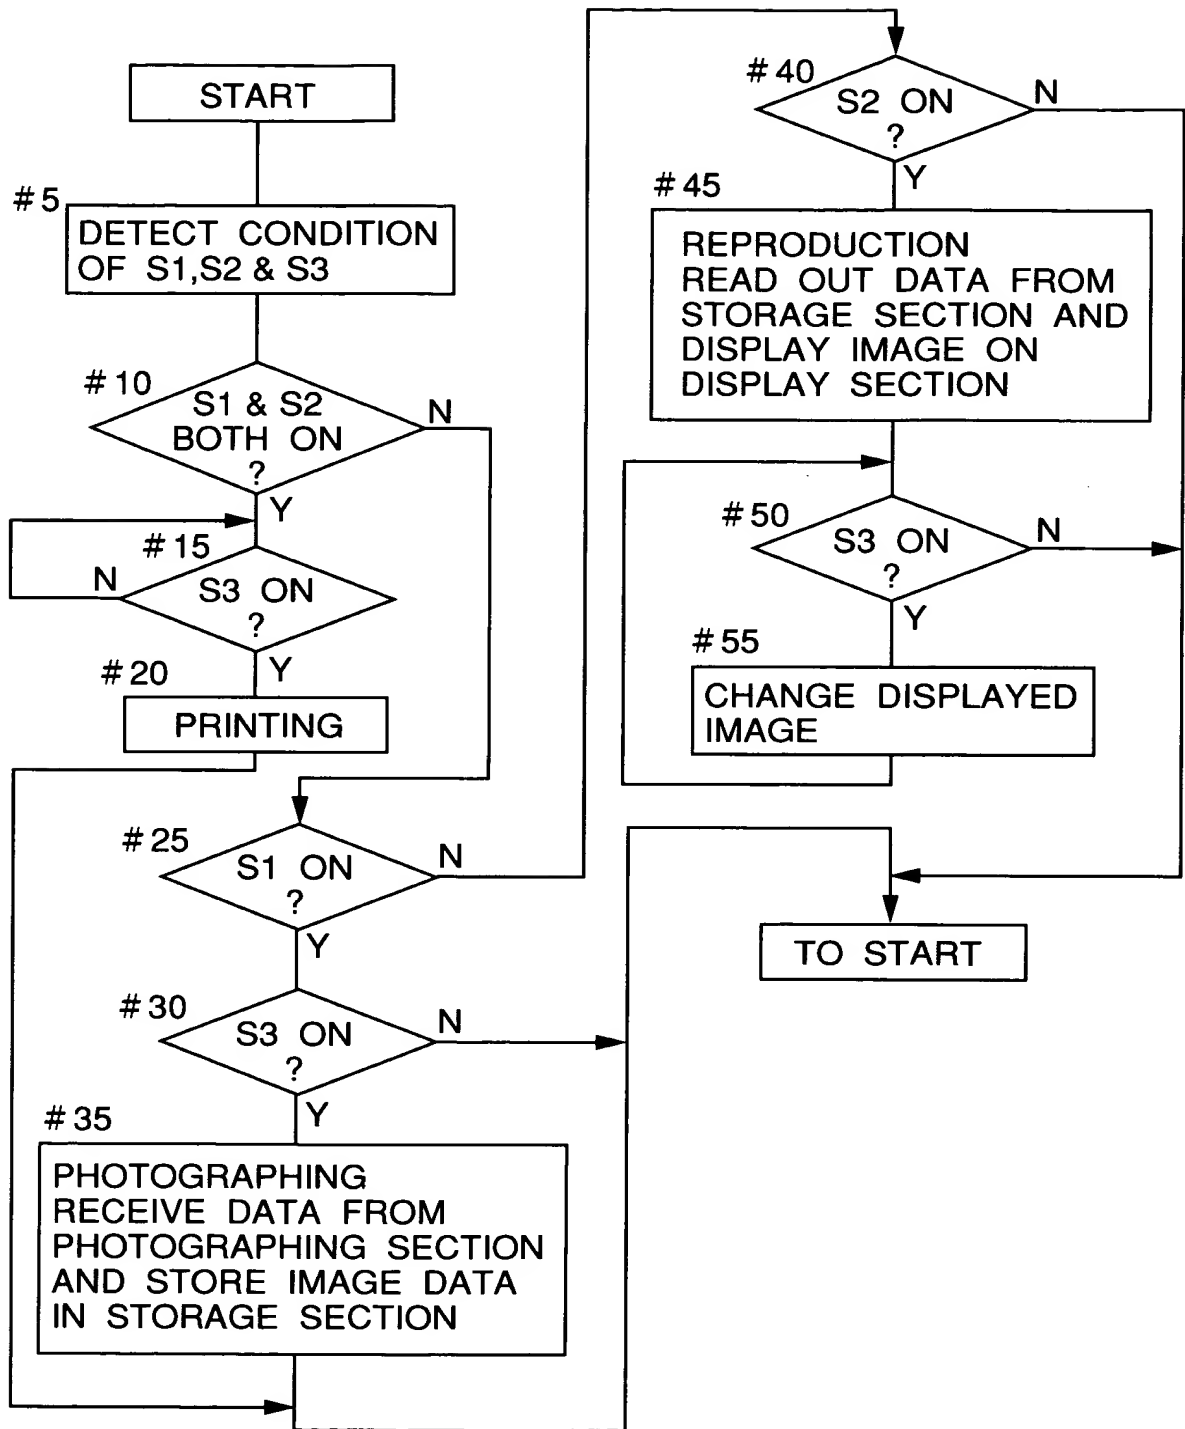 START
#5
DETECT CONDITION
OF S1,S2 & S3
#10
S1 & S2
BOTH ON
?
N
Y
#15
S3 ON
?
N
Y
#20
PRINTING
#25
S1 ON
?
N
Y
#30
S3 ON
?
N
Y
#35
PHOTOGRAPHING
RECEIVE DATA FROM
PHOTOGRAPHING SECTION
AND STORE IMAGE DATA
IN STORAGE SECTION
#40
S2 ON
?
N
Y
#45
REPRODUCTION
READ OUT DATA FROM
STORAGE SECTION AND
DISPLAY IMAGE ON
DISPLAY SECTION
#50
S3 ON
?
N
Y
#55
CHANGE DISPLAYED
IMAGE
TO START